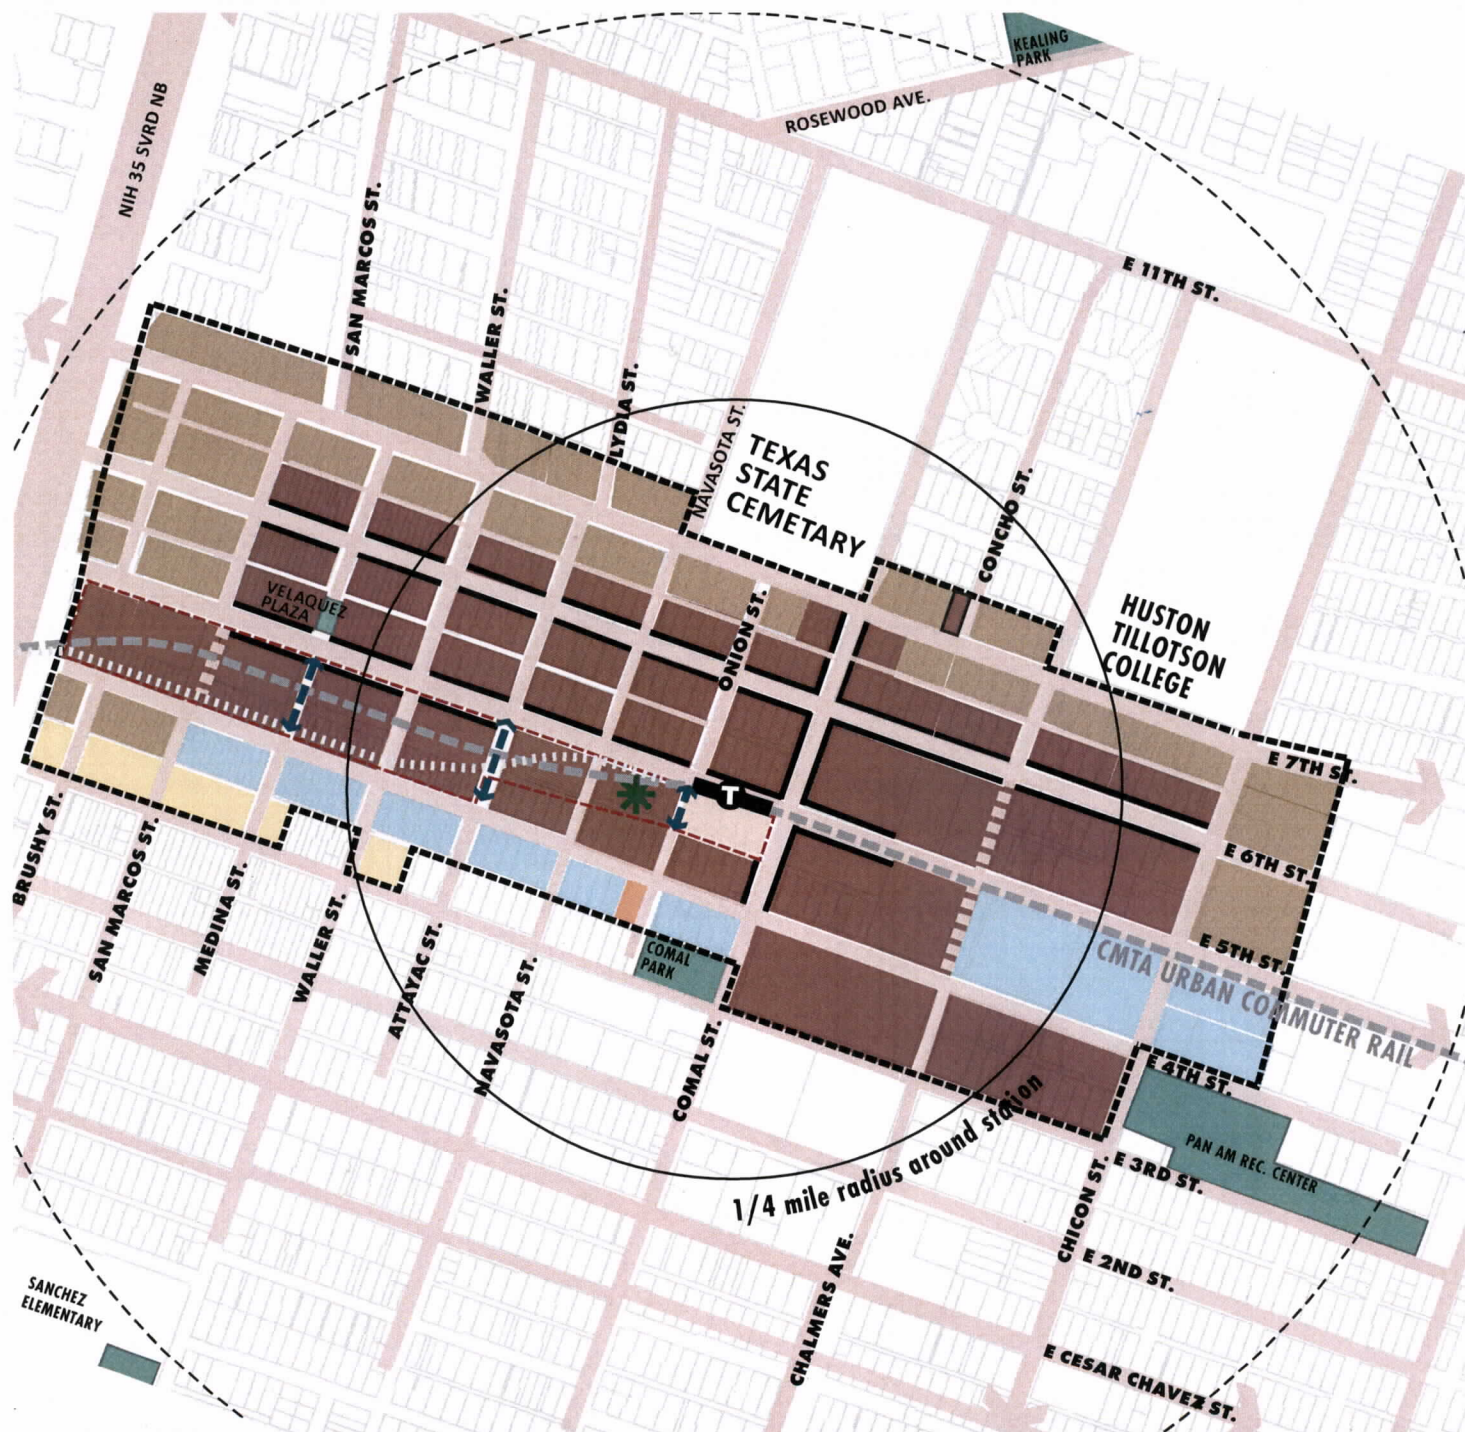 KEALING
PARK
ROSEWOOD AVE.
NIH 35 SVRD NB
SAN MARCOS ST.
WALLER ST.
LYDIA ST.
NAVASOTA ST.
E 11TH ST.
TEXAS
STATE
CEMETARY
CONCHO ST.
HUSTON
TILLOTSON
COLLEGE
VELAQUEZ
PLAZA
ONION ST.
E 7TH ST.
T
E 6TH ST.
E 5TH ST.
CMTA URBAN COMMUTER RAIL
BRUSHY ST.
SAN MARCOS ST.
MEDINA ST.
WALLER ST.
ATTAYAC ST.
NAVASOTA ST.
COMAL
PARK
COMAL ST.
E 4TH ST.
PAN AM REC. CENTER
1/4 mile radius around station
CHICON ST.
E 3RD ST.
E 2ND ST.
CHALMERS AVE.
E CESAR CHAVEZ ST.
SANCHEZ
ELEMENTARY